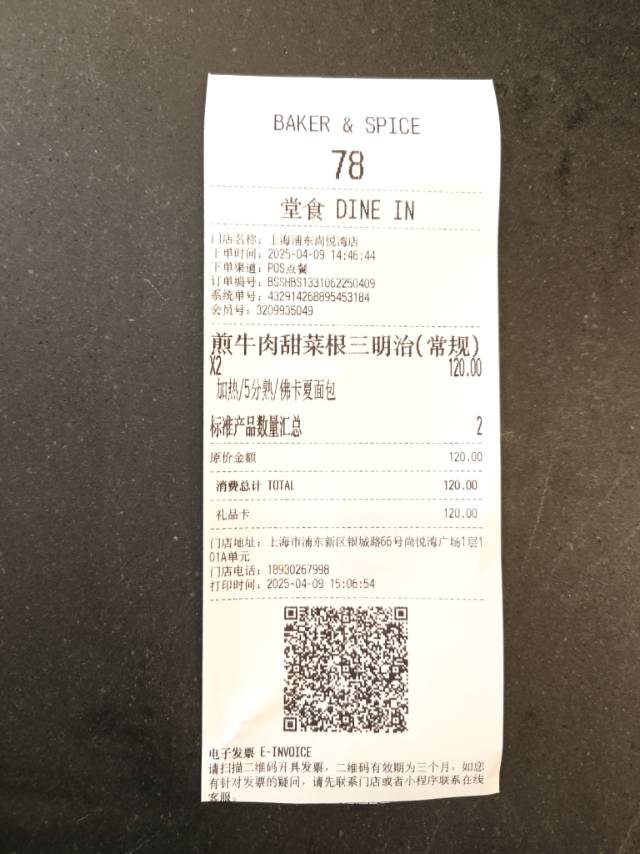 BAKER & SPICE
78
堂食 DINE IN
门店名称：上海浦东尚悦湾店
下单时间：2025-04-09 14:46:44
下单渠道：POS点餐
订单编号：BSSHBS1331062250409
系统单号：432914268895453184
会员号：3209935049
煎牛肉甜菜根三明治(常规)
X2 120.00
加热/5分熟/佛卡夏面包
标准产品数量汇总 2
原价金额 120.00
消费总计 TOTAL 120.00
礼品卡 120.00
门店地址：上海市浦东新区银城路66号尚悦湾广场1层1
01A单元
门店电话：18930267998
打印时间：2025-04-09 15:06:54
电子发票 E-INVOICE
请扫描二维码开具发票，二维码有效期为三个月，如您
有针对发票的疑问，请先联系门店或者小程序联系在线
客服。